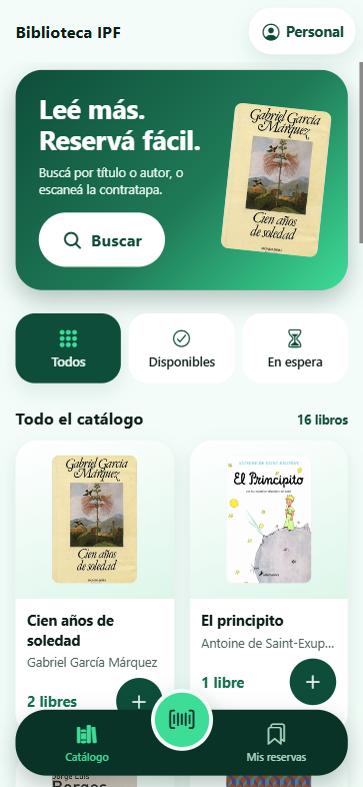 Biblioteca IPF
Personal
Leé más.
Reservá fácil.
Buscá por título o autor, o
escaneá la contratapa.
Buscar
Gabriel García
Márquez
Cien años
de soledad
Todos
Disponibles
En espera
Todo el catálogo
16 libros
Gabriel García
Márquez
Cien años
de soledad
El Principito
Cien años de
soledad
Gabriel García Márquez
2 libres
El principito
Antoine de Saint-Exup...
1 libre
Catálogo
Mis reservas
Jorge Luis
Borges